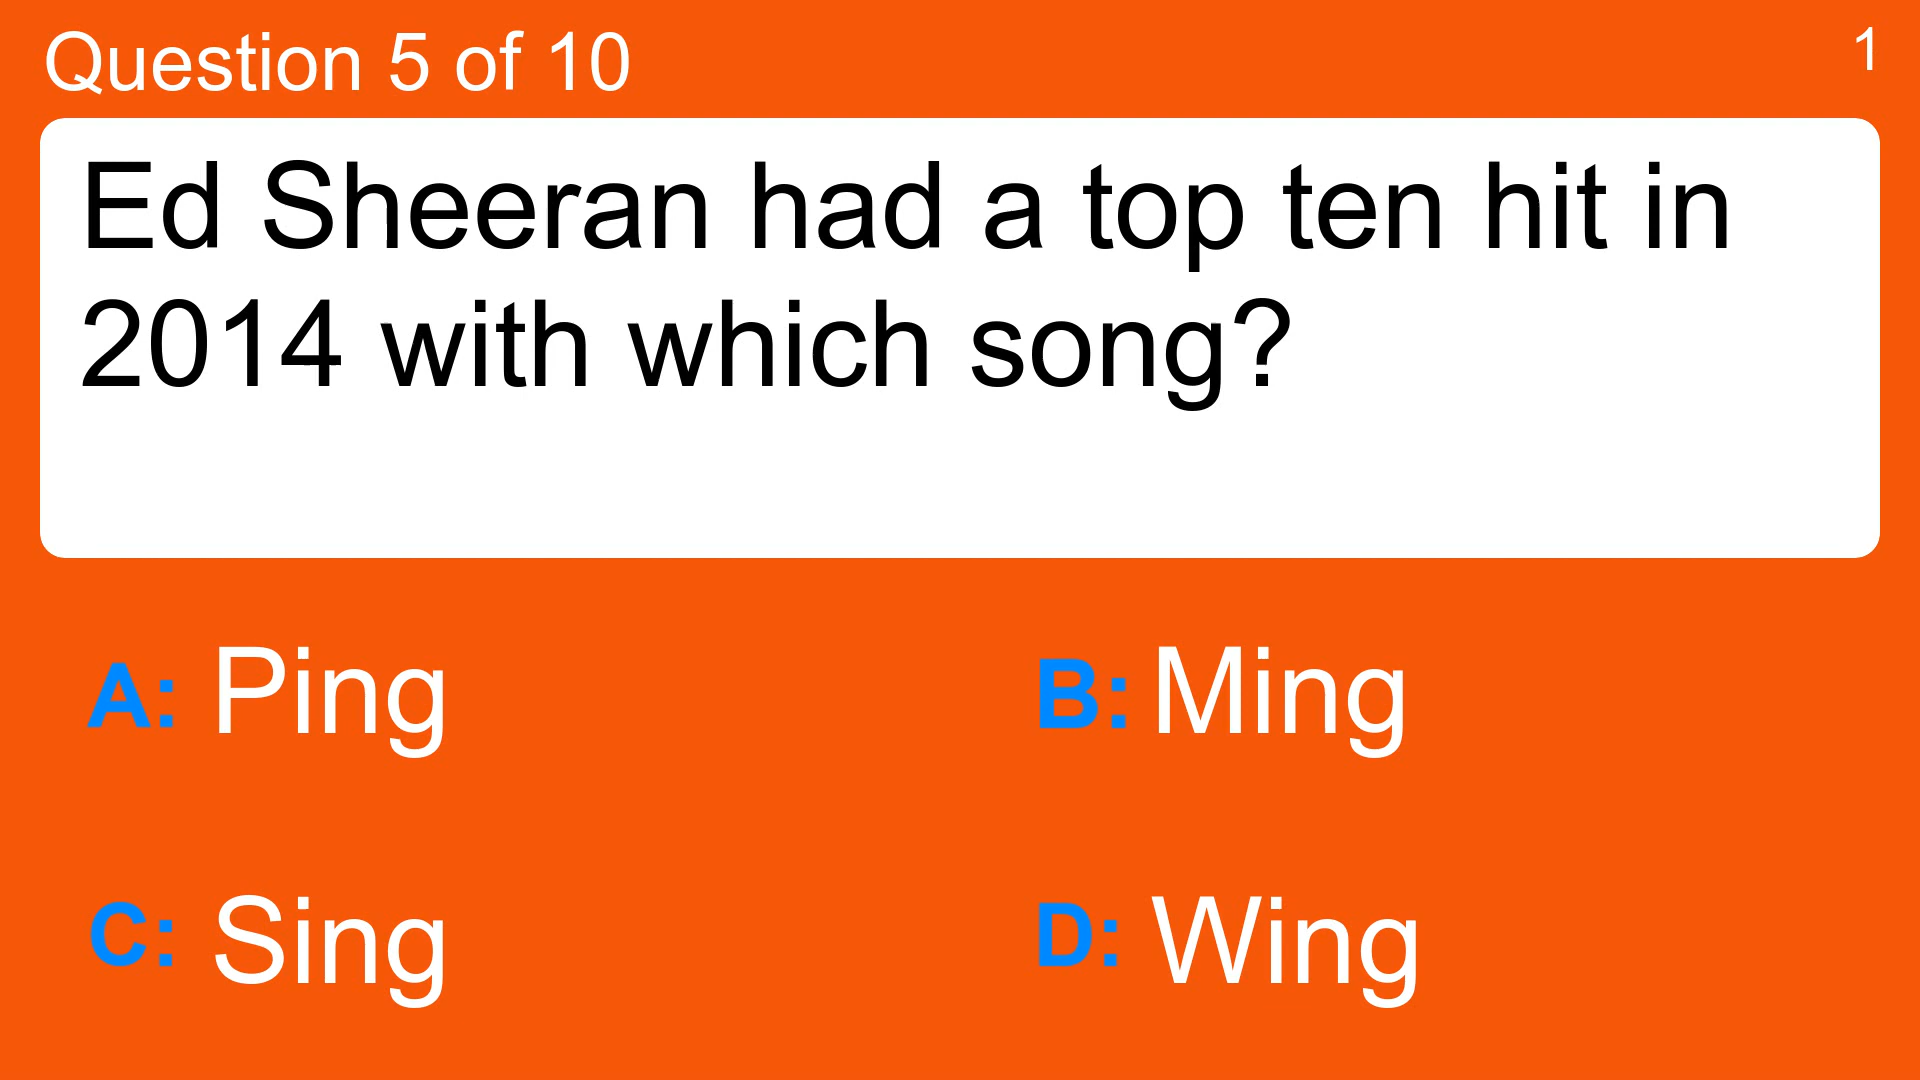 Question 5 of 10
1
Ed Sheeran had a top ten hit in
2014 with which song?
A: Ping
B: Ming
C: Sing
D: Wing